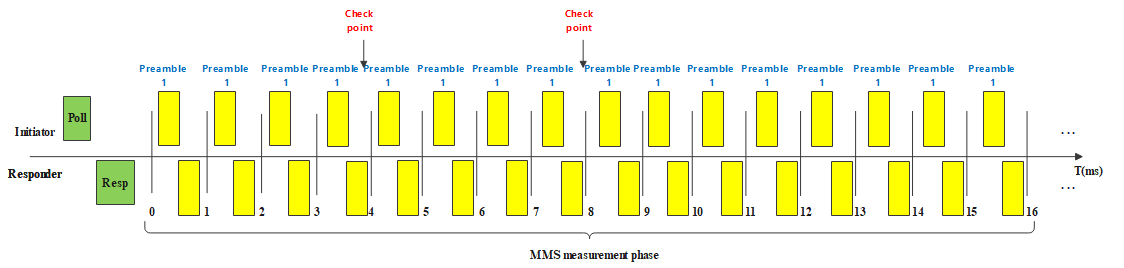 Check Check
point point
Preamble Preamble Preamble Preamble Preamble Preamble Preamble Preamble Preamble Preamble Preamble Preamble Preamble Preamble Preamble Preamble
1 1 1 1 1 1 1 1 1 1 1 1 1 1 1 1
Poll
Initiator ...
Responder T(ms)
Resp ...
0 1 2 3 4 5 6 7 8 9 10 11 12 13 14 15 16
MMS measurement phase